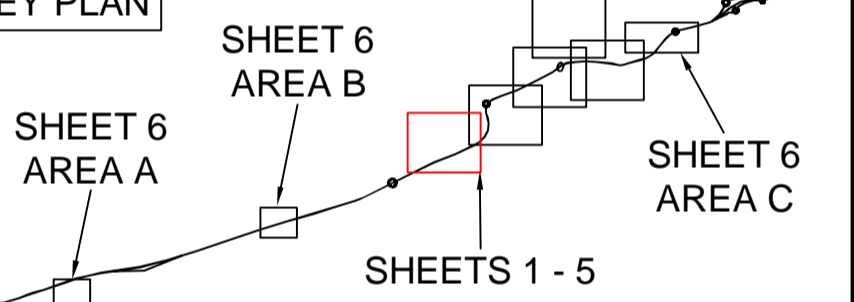 EY PLAN
SHEET 6
AREA B
SHEET 6
AREA A
SHEET 6
AREA C
SHEETS 1 - 5